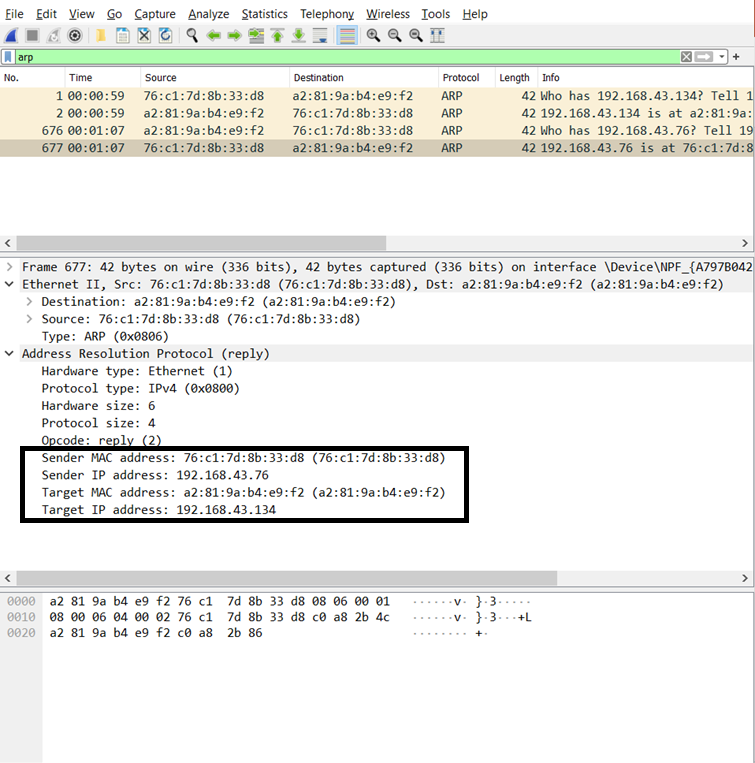 File Edit View Go Capture Analyze Statistics Telephony Wireless Tools Help
arp
No. Time Source Destination Protocol Length Info
1 00:00:59 76:c1:7d:8b:33:d8 a2:81:9a:b4:e9:f2 ARP 42 Who has 192.168.43.134? Tell 1
2 00:00:59 a2:81:9a:b4:e9:f2 76:c1:7d:8b:33:d8 ARP 42 192.168.43.134 is at a2:81:9a:
676 00:01:07 a2:81:9a:b4:e9:f2 76:c1:7d:8b:33:d8 ARP 42 Who has 192.168.43.76? Tell 19
677 00:01:07 76:c1:7d:8b:33:d8 a2:81:9a:b4:e9:f2 ARP 42 192.168.43.76 is at 76:c1:7d:8
Frame 677: 42 bytes on wire (336 bits), 42 bytes captured (336 bits) on interface \Device\NPF_{A797B042
Ethernet II, Src: 76:c1:7d:8b:33:d8 (76:c1:7d:8b:33:d8), Dst: a2:81:9a:b4:e9:f2 (a2:81:9a:b4:e9:f2)
Destination: a2:81:9a:b4:e9:f2 (a2:81:9a:b4:e9:f2)
Source: 76:c1:7d:8b:33:d8 (76:c1:7d:8b:33:d8)
Type: ARP (0x0806)
Address Resolution Protocol (reply)
Hardware type: Ethernet (1)
Protocol type: IPv4 (0x0800)
Hardware size: 6
Protocol size: 4
Opcode: reply (2)
Sender MAC address: 76:c1:7d:8b:33:d8 (76:c1:7d:8b:33:d8)
Sender IP address: 192.168.43.76
Target MAC address: a2:81:9a:b4:e9:f2 (a2:81:9a:b4:e9:f2)
Target IP address: 192.168.43.134
0000 a2 81 9a b4 e9 f2 76 c1 7d 8b 33 d8 08 06 00 01 ······v· }·3·····
0010 08 00 06 04 00 02 76 c1 7d 8b 33 d8 c0 a8 2b 4c ······v· }·3···+L
0020 a2 81 9a b4 e9 f2 c0 a8 2b 86 ········ +·